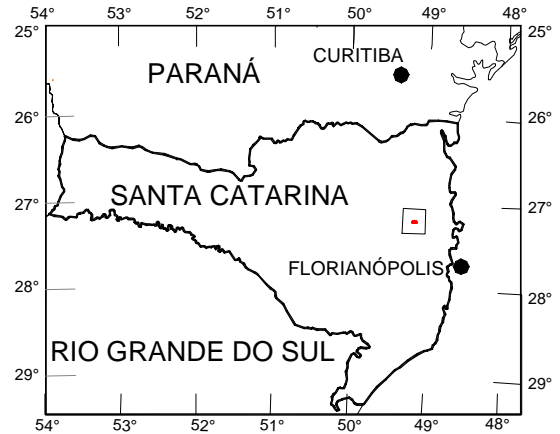 54° 53° 52° 51° 50° 49° 48°
25° 25°
CURITIBA
PARANÁ
26° 26°
SANTA CATARINA
27° 27°
FLORIANÓPOLIS
28° 28°
RIO GRANDE DO SUL
29° 29°
54° 53° 52° 51° 50° 49° 48°